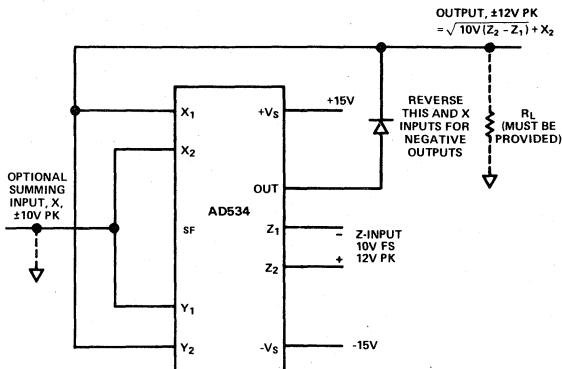 OUTPUT, ±12V PK
= √10V(Z₂ – Z₁) + X₂
X₁
X₂
SF
Y₁
Y₂
AD534
+Vₛ
OUT
Z₁
Z₂
-Vₛ
+15V
REVERSE
THIS AND X
INPUTS FOR
NEGATIVE
OUTPUTS
R_L
(MUST BE
PROVIDED)
OPTIONAL
SUMMING
INPUT, X,
±10V PK
– Z-INPUT
10V FS
+ 12V PK
-15V